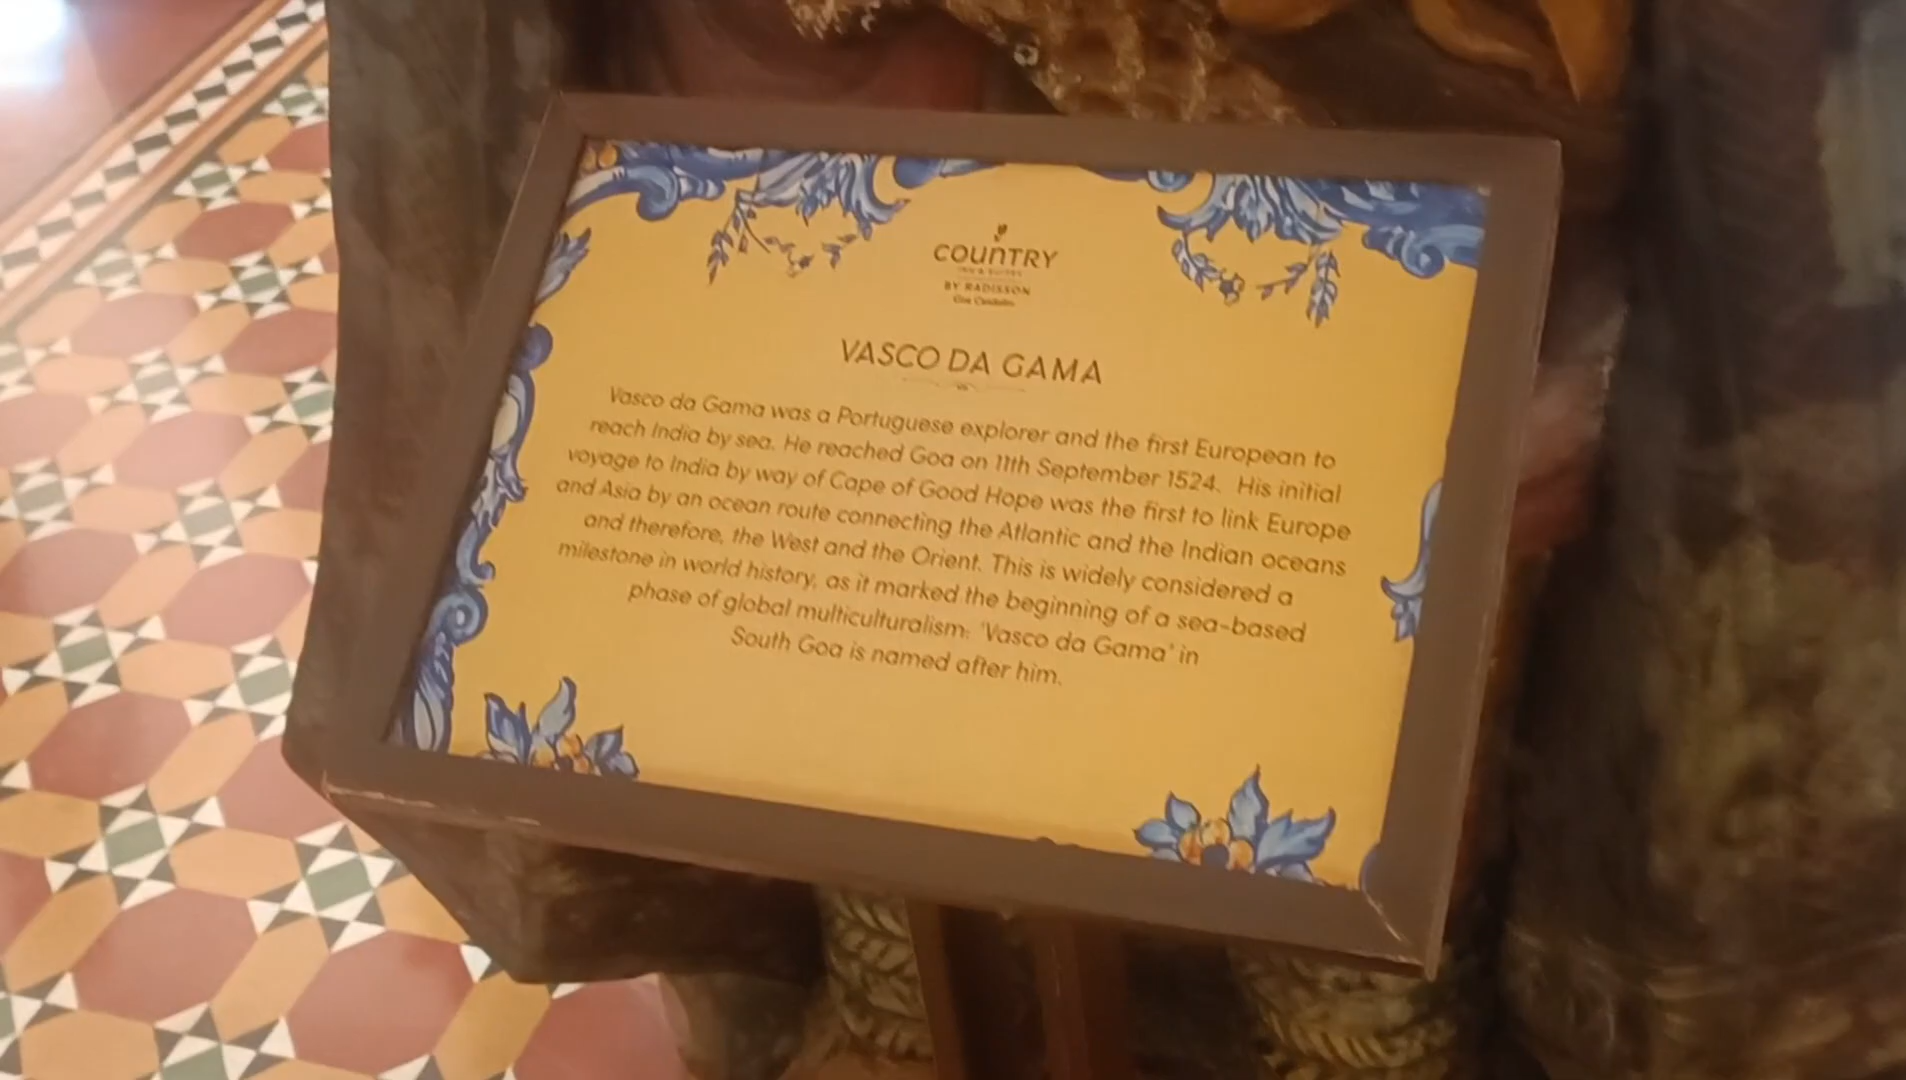 COUNTRY
INN & SUITES
BY RADISSON
Goa Candolim
VASCO DA GAMA
Vasco da Gama was a Portuguese explorer and the first European to
reach India by sea. He reached Goa on 11th September 1524. His initial
voyage to India by way of Cape of Good Hope was the first to link Europe
and Asia by an ocean route connecting the Atlantic and the Indian oceans
and therefore, the West and the Orient. This is widely considered a
milestone in world history, as it marked the beginning of a sea-based
phase of global multiculturalism. 'Vasco da Gama' in
South Goa is named after him.